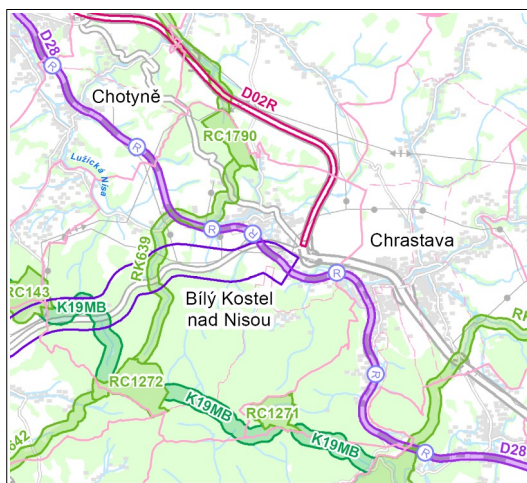 D28
Chotyně
D02R
RC1790
Lužická
Nisa
RK639
Chrastava
RC143
K19MB
Bílý Kostel
nad Nisou
RC1272
K19MB
RC1271
K19MB
D28
R
R
R
R
R
R
R